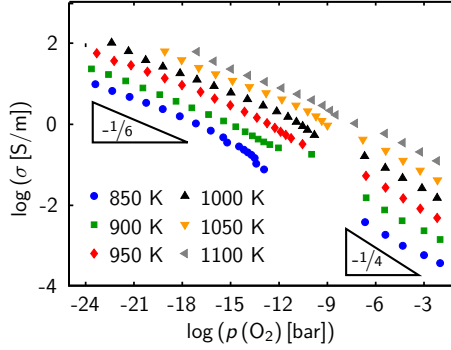 2
0
-2
-4
log (σ [S/m])
-1/6
-1/4
850 K
1000 K
900 K
1050 K
950 K
1100 K
-24 -21 -18 -15 -12 -9 -6 -3
log (p (O₂) [bar])